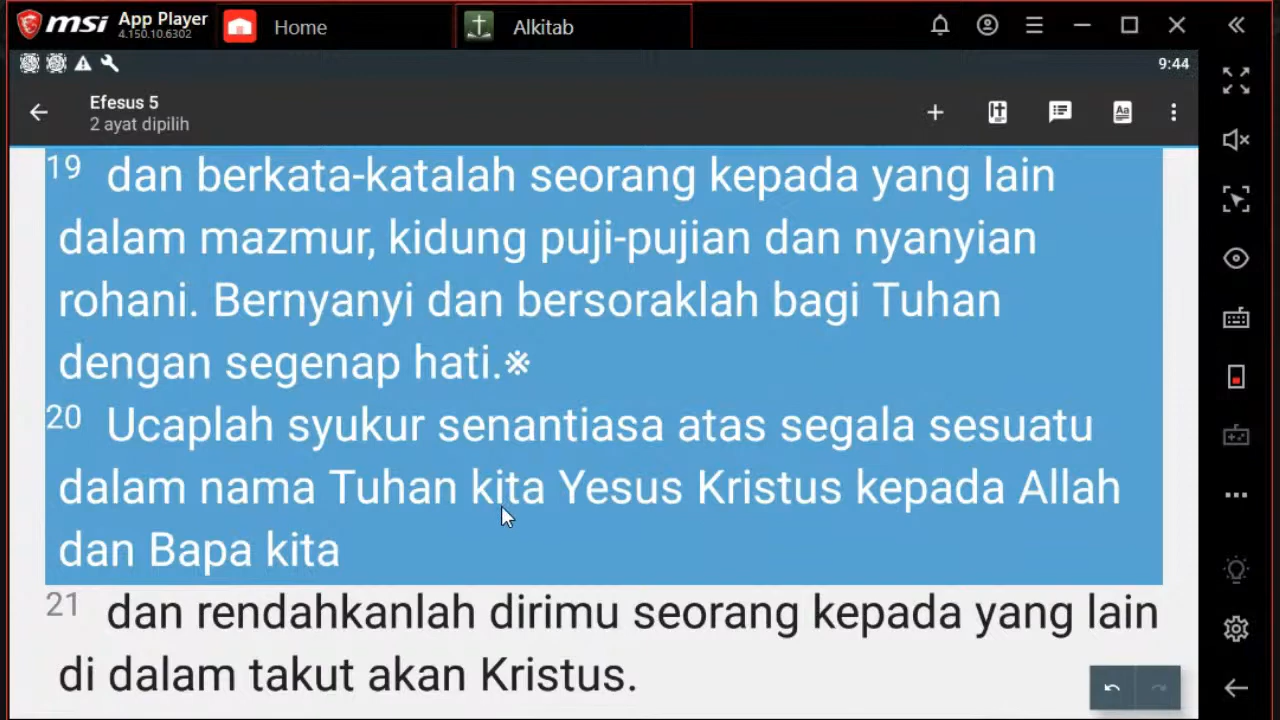 msi App Player
4.150.10.6302
Home
Alkitab
9:44
Efesus 5
2 ayat dipilih
19 dan berkata-katalah seorang kepada yang lain
dalam mazmur, kidung puji-pujian dan nyanyian
rohani. Bernyanyi dan bersoraklah bagi Tuhan
dengan segenap hati.※
20 Ucaplah syukur senantiasa atas segala sesuatu
dalam nama Tuhan kita Yesus Kristus kepada Allah
dan Bapa kita
21 dan rendahkanlah dirimu seorang kepada yang lain
di dalam takut akan Kristus.